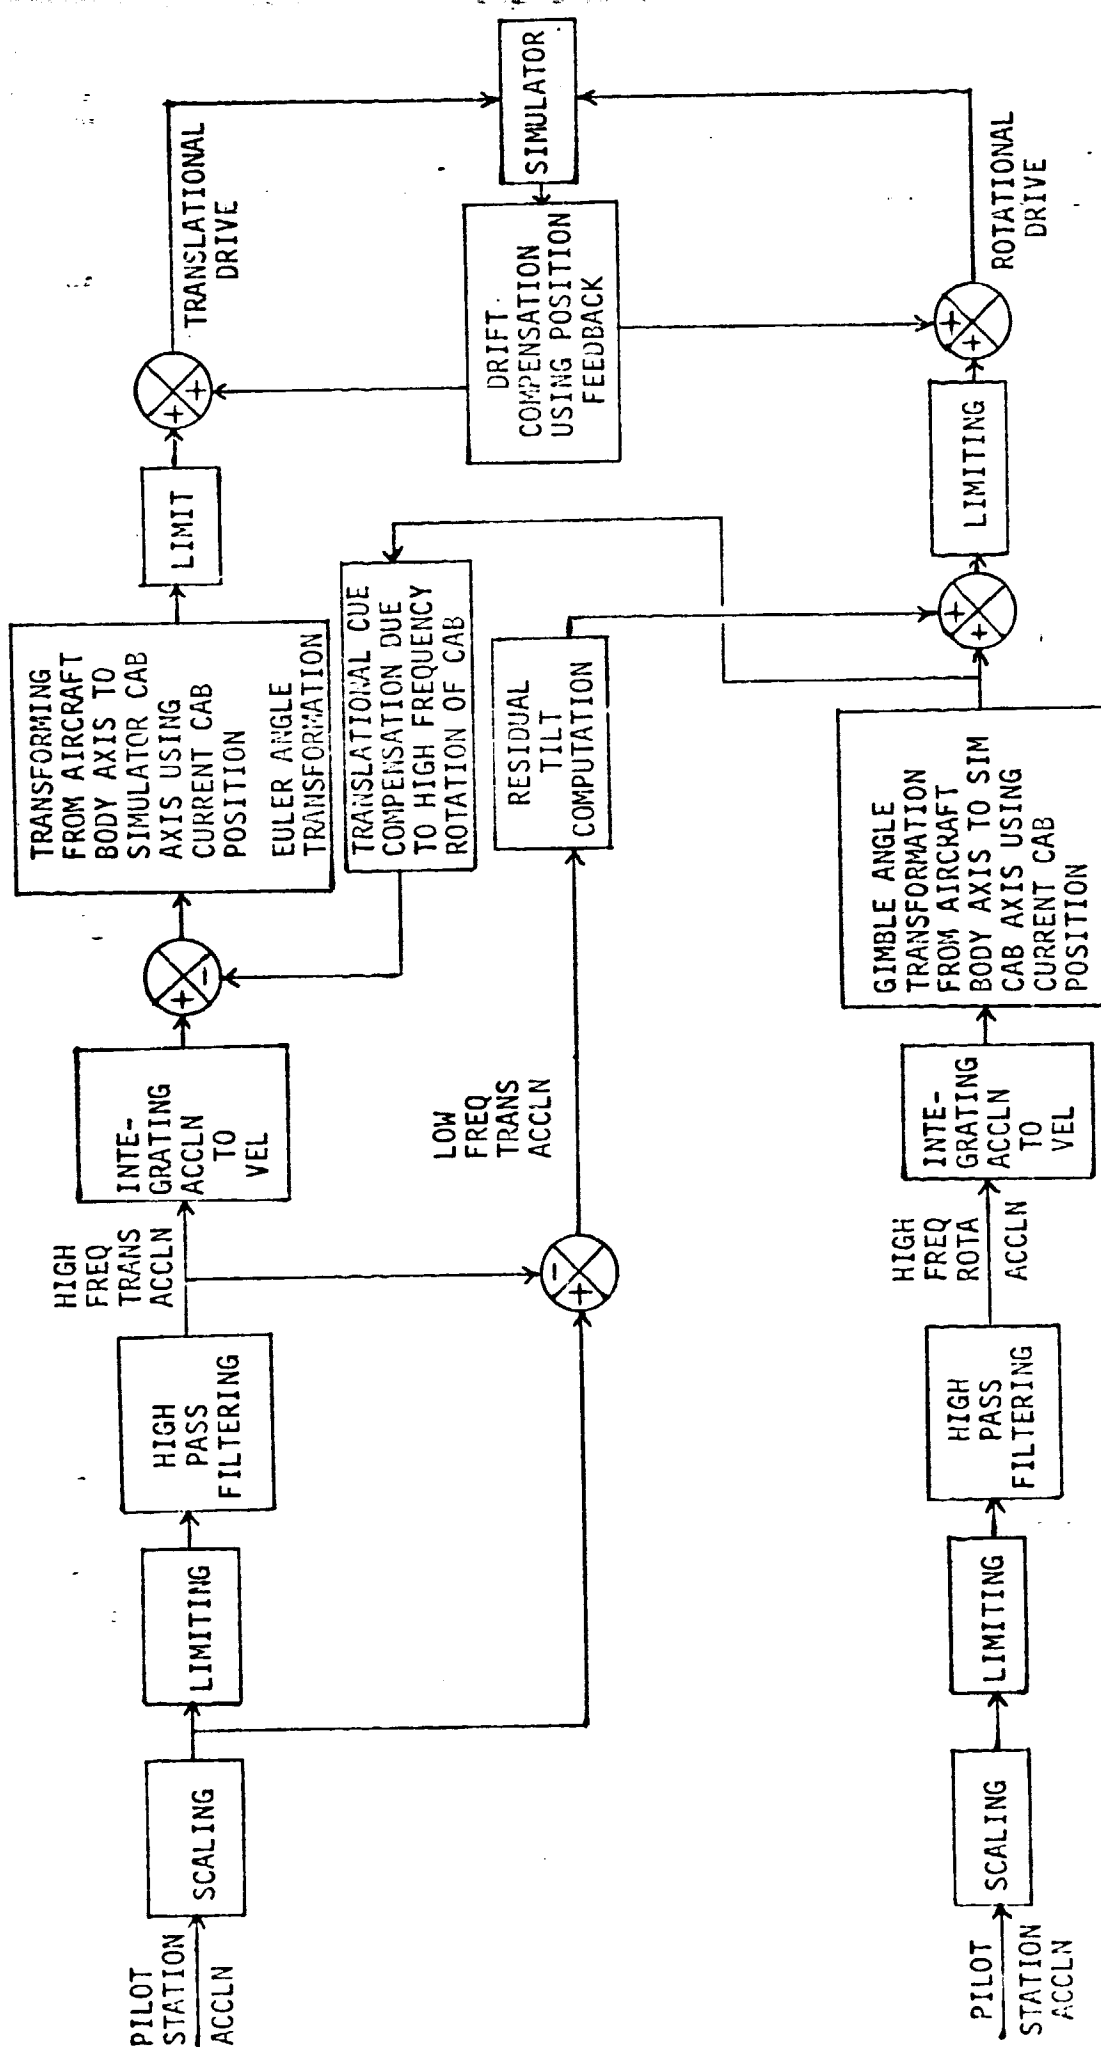 PILOT
STATION
ACCLN
SCALING
LIMITING
HIGH
PASS
FILTERING
HIGH
FREQ
TRANS
ACCLN
INTE-
GRATING
ACCLN
TO
VEL
+
-
TRANSFORMING
FROM AIRCRAFT
BODY AXIS TO
SIMULATOR CAB
AXIS USING
CURRENT CAB
POSITION
EULER ANGLE
TRANSFORMATION
LIMIT
+
+
TRANSLATIONAL
DRIVE
TRANSLATIONAL CUE
COMPENSATION DUE
TO HIGH FREQUENCY
ROTATION OF CAB
-
+
LOW
FREQ
TRANS
ACCLN
RESIDUAL
TILT
COMPUTATION
DRIFT
COMPENSATION
USING POSITION
FEEDBACK
SIMULATOR
PILOT
STATION
ACCLN
SCALING
LIMITING
HIGH
PASS
FILTERING
HIGH
FREQ
ROTA
ACCLN
INTE-
GRATING
ACCLN
TO
VEL
GIMBLE ANGLE
TRANSFORMATION
FROM AIRCRAFT
BODY AXIS TO SIM
CAB AXIS USING
CURRENT CAB
POSITION
+
+
LIMITING
+
+
ROTATIONAL
DRIVE